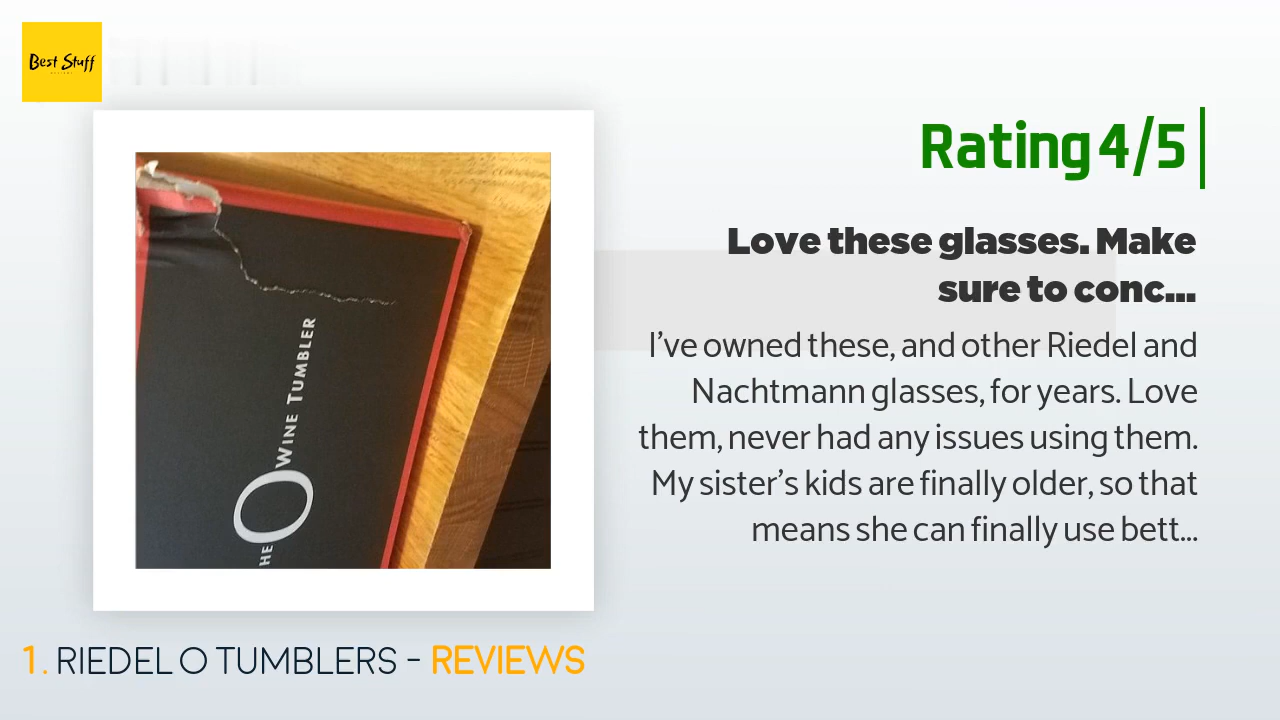 Best Stuff
Rating 4/5
Love these glasses. Make
sure to conc...
I've owned these, and other Riedel and
Nachtmann glasses, for years. Love
them, never had any issues using them.
My sister's kids are finally older, so that
means she can finally use bett...
HE O WINE TUMBLER
1. RIEDEL O TUMBLERS - REVIEWS